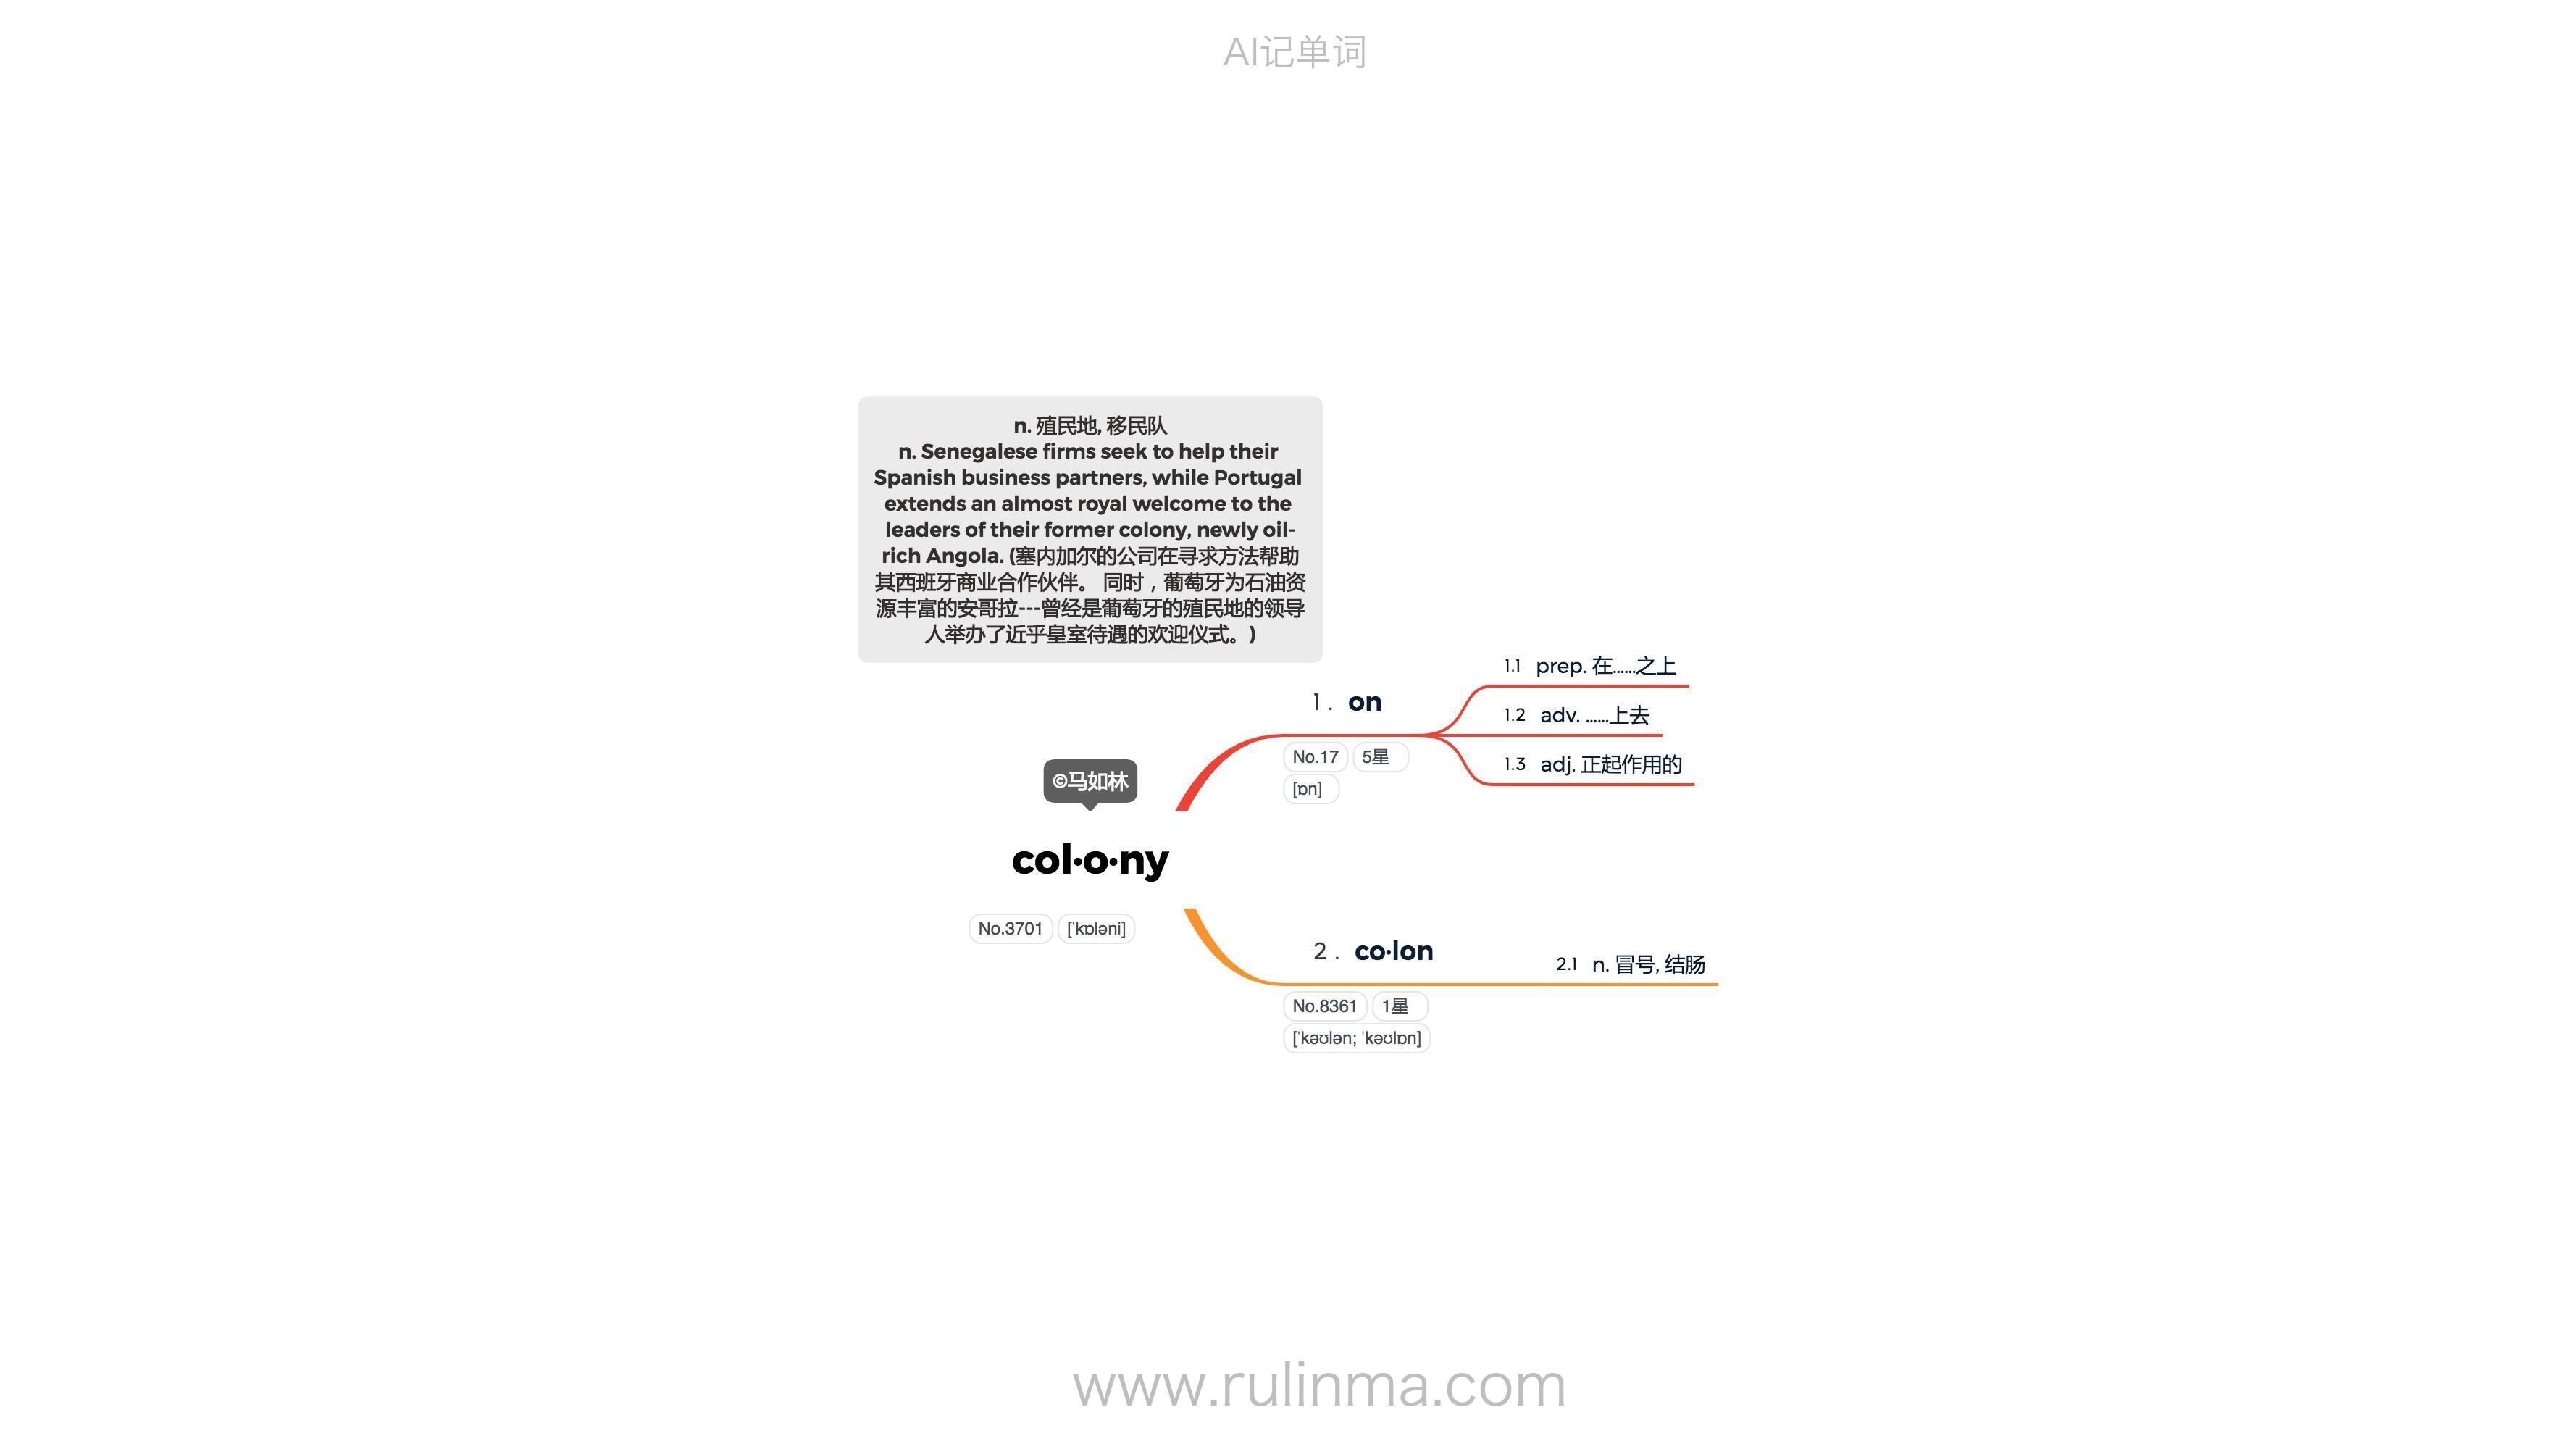 AI记单词
n. 殖民地, 移民队
n. Senegalese firms seek to help their
Spanish business partners, while Portugal
extends an almost royal welcome to the
leaders of their former colony, newly oil-
rich Angola. (塞内加尔的公司在寻求方法帮助
其西班牙商业合作伙伴。 同时，葡萄牙为石油资
源丰富的安哥拉---曾经是葡萄牙的殖民地的领导
人举办了近乎皇室待遇的欢迎仪式。)
©马如林
col·o·ny
No.3701 [ˈkɒləni]
1 . on
No.17 5星
[ɒn]
1.1 prep. 在……之上
1.2 adv. ……上去
1.3 adj. 正起作用的
2 . co·lon
No.8361 1星
[ˈkəʊlən; ˈkəʊlɒn]
2.1 n. 冒号, 结肠
www.rulinma.com